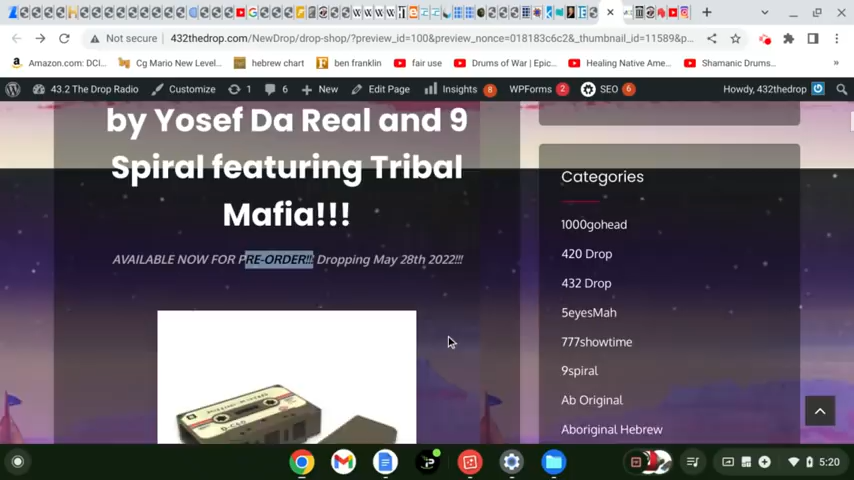 Not secure
432thedrop.com/NewDrop/drop-shop/?preview_id=100&preview_nonce=018183c6c2&_thumbnail_id=11589&p...
Amazon.com: DCI...
Cg Mario New Level...
hebrew chart
ben franklin
fair use
Drums of War | Epic...
Healing Native Ame...
Shamanic Drums...
43.2 The Drop Radio
Customize
1
6
New
Edit Page
Insights 8
WPForms 2
SEO 6
Howdy, 432thedrop
by Yosef Da Real and 9
Spiral featuring Tribal
Mafia!!!
AVAILABLE NOW FOR PRE-ORDER!!! Dropping May 28th 2022!!!
Categories
1000gohead
420 Drop
432 Drop
5eyesMah
777showtime
9spiral
Ab Original
Aboriginal Hebrew
5:20